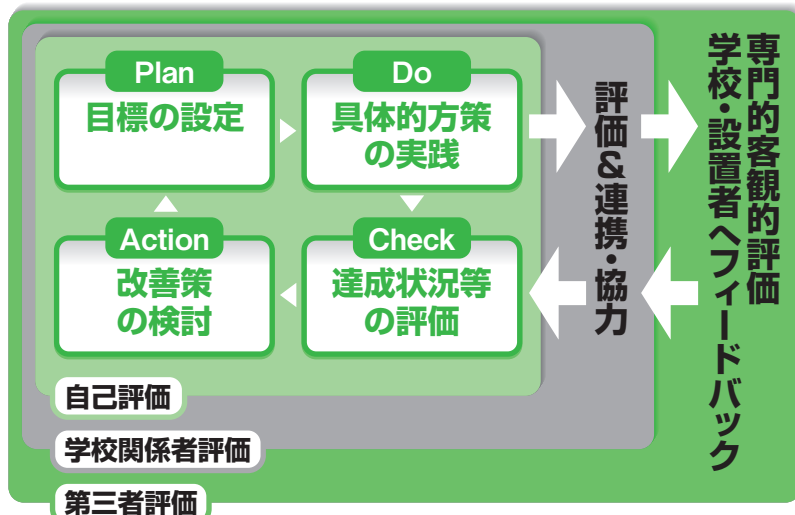 Plan
目標の設定
Do
具体的方策
の実践
Action
改善策
の検討
Check
達成状況等
の評価
評価&連携・協力
専門的客観的評価
学校・設置者へフィードバック
自己評価
学校関係者評価
第三者評価